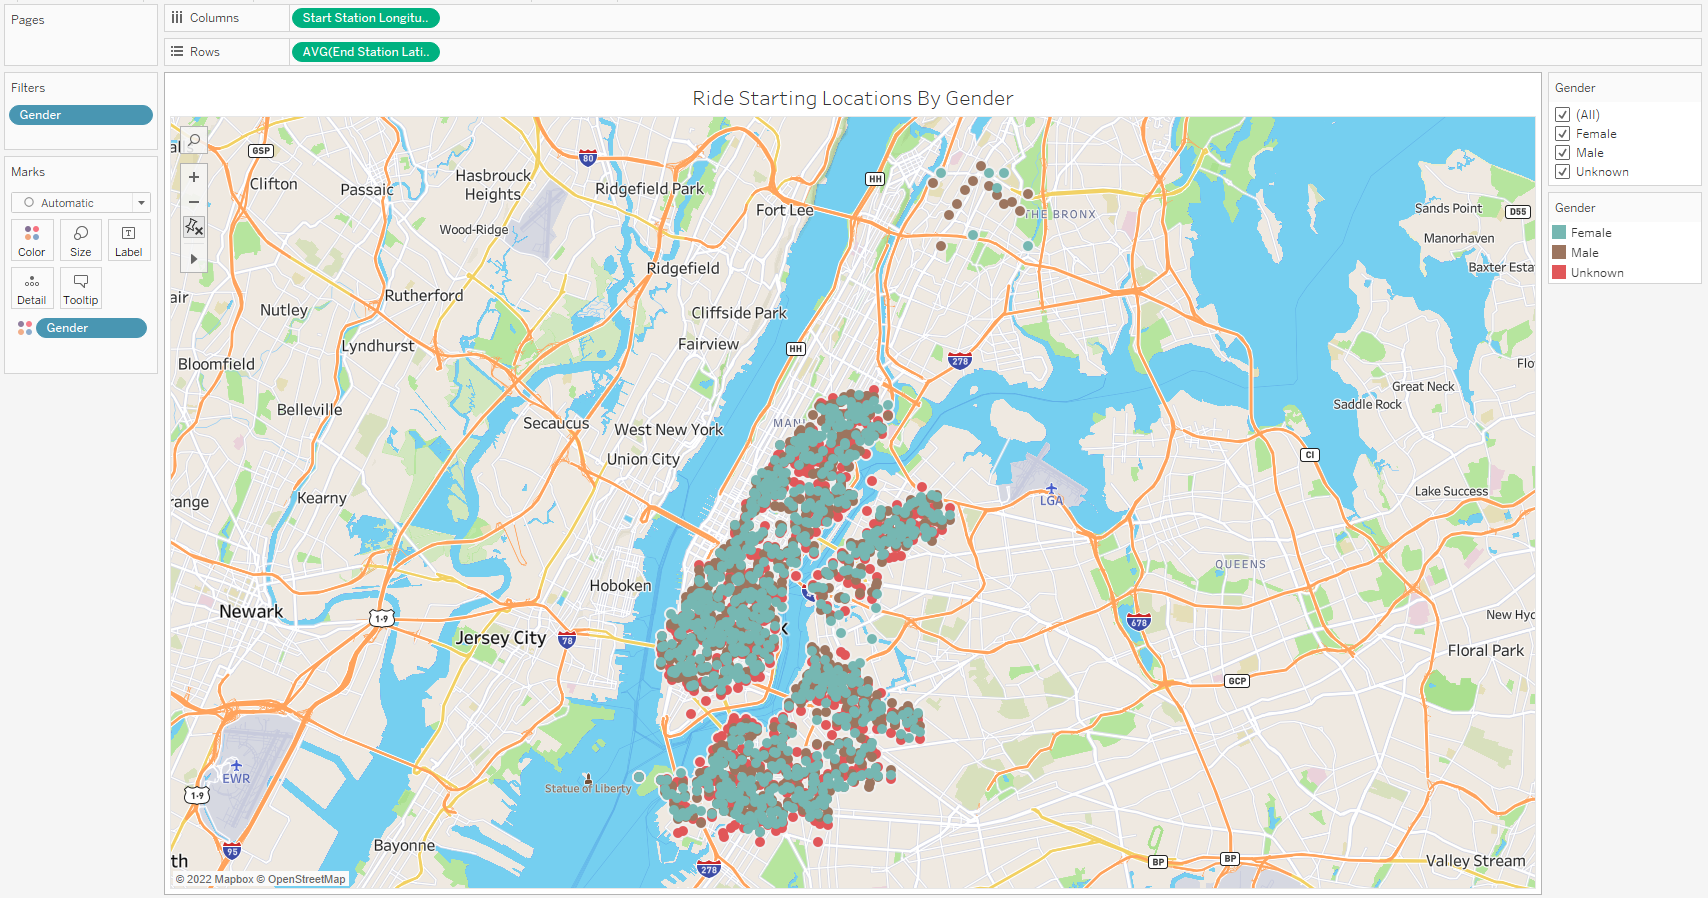 Pages
Columns
Start Station Longitu..
Rows
AVG(End Station Lati..
Filters
Gender
Marks
Automatic
Color
Size
Label
Detail
Tooltip
Gender
Ride Starting Locations By Gender
GSP
80
Clifton
Passaic
Hasbrouck
Heights
Ridgefield Park
HH
Fort Lee
Wood-Ridge
THE BRONX
Sands Point
D55
Manorhaven
Baxter Esta
Ridgefield
air
Rutherford
Nutley
Cliffside Park
Lyndhurst
Fairview
HH
278
Bloomfield
Flo
Great Neck
Saddle Rock
Belleville
Secaucus
West New York
MAN
Union City
CI
Kearny
range
LGA
Lake Success
QUEENS
Hoboken
Newark
1-9
Jersey City
78
k
678
New Hyc
Floral Park
GCP
EWR
Statue of Liberty
1-9
Bayonne
95
th
278
BP
BP
Valley Stream
© 2022 Mapbox © OpenStreetMap
Gender
(All)
Female
Male
Unknown
Gender
Female
Male
Unknown